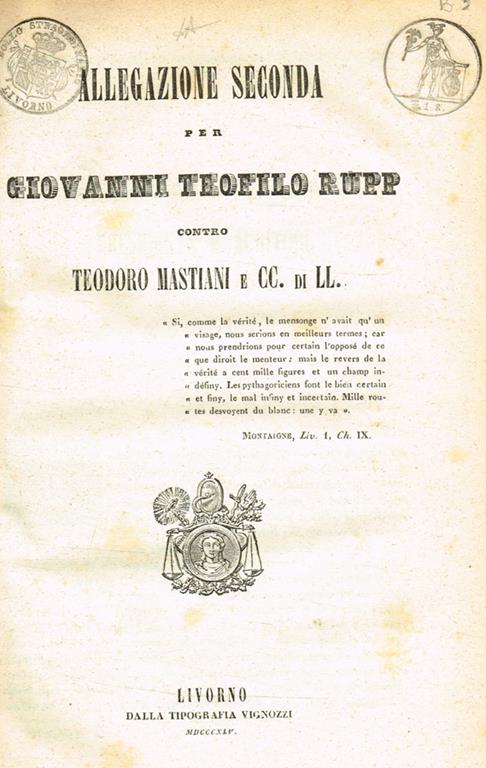 BOLLO STRAORD
LIVORNO
B 2
ALLEGAZIONE SECONDA
PER
GIOVANNI TEOFILO RUPP
CONTRO
TEODORO MASTIANI E CC. DI LL.
« Si, comme la vérité, le mensonge n' avait qu' un
« visage, nous serions en meilleurs termes; car
« nous prendrions pour certain l'opposé de ce
« que diroit le menteur: mais le revers de la
« vérité a cent mille figures et un champ in-
« définy. Les pythagoriciens font le bien certain
« et finy, le mal infiny et incertain. Mille rou-
« tes desvoyent du blanc: une y va ».
MONTAIGNE, Liv. 1, Ch. IX.
LIVORNO
DALLA TIPOGRAFIA VIGNOZZI
MDCCCXLV.